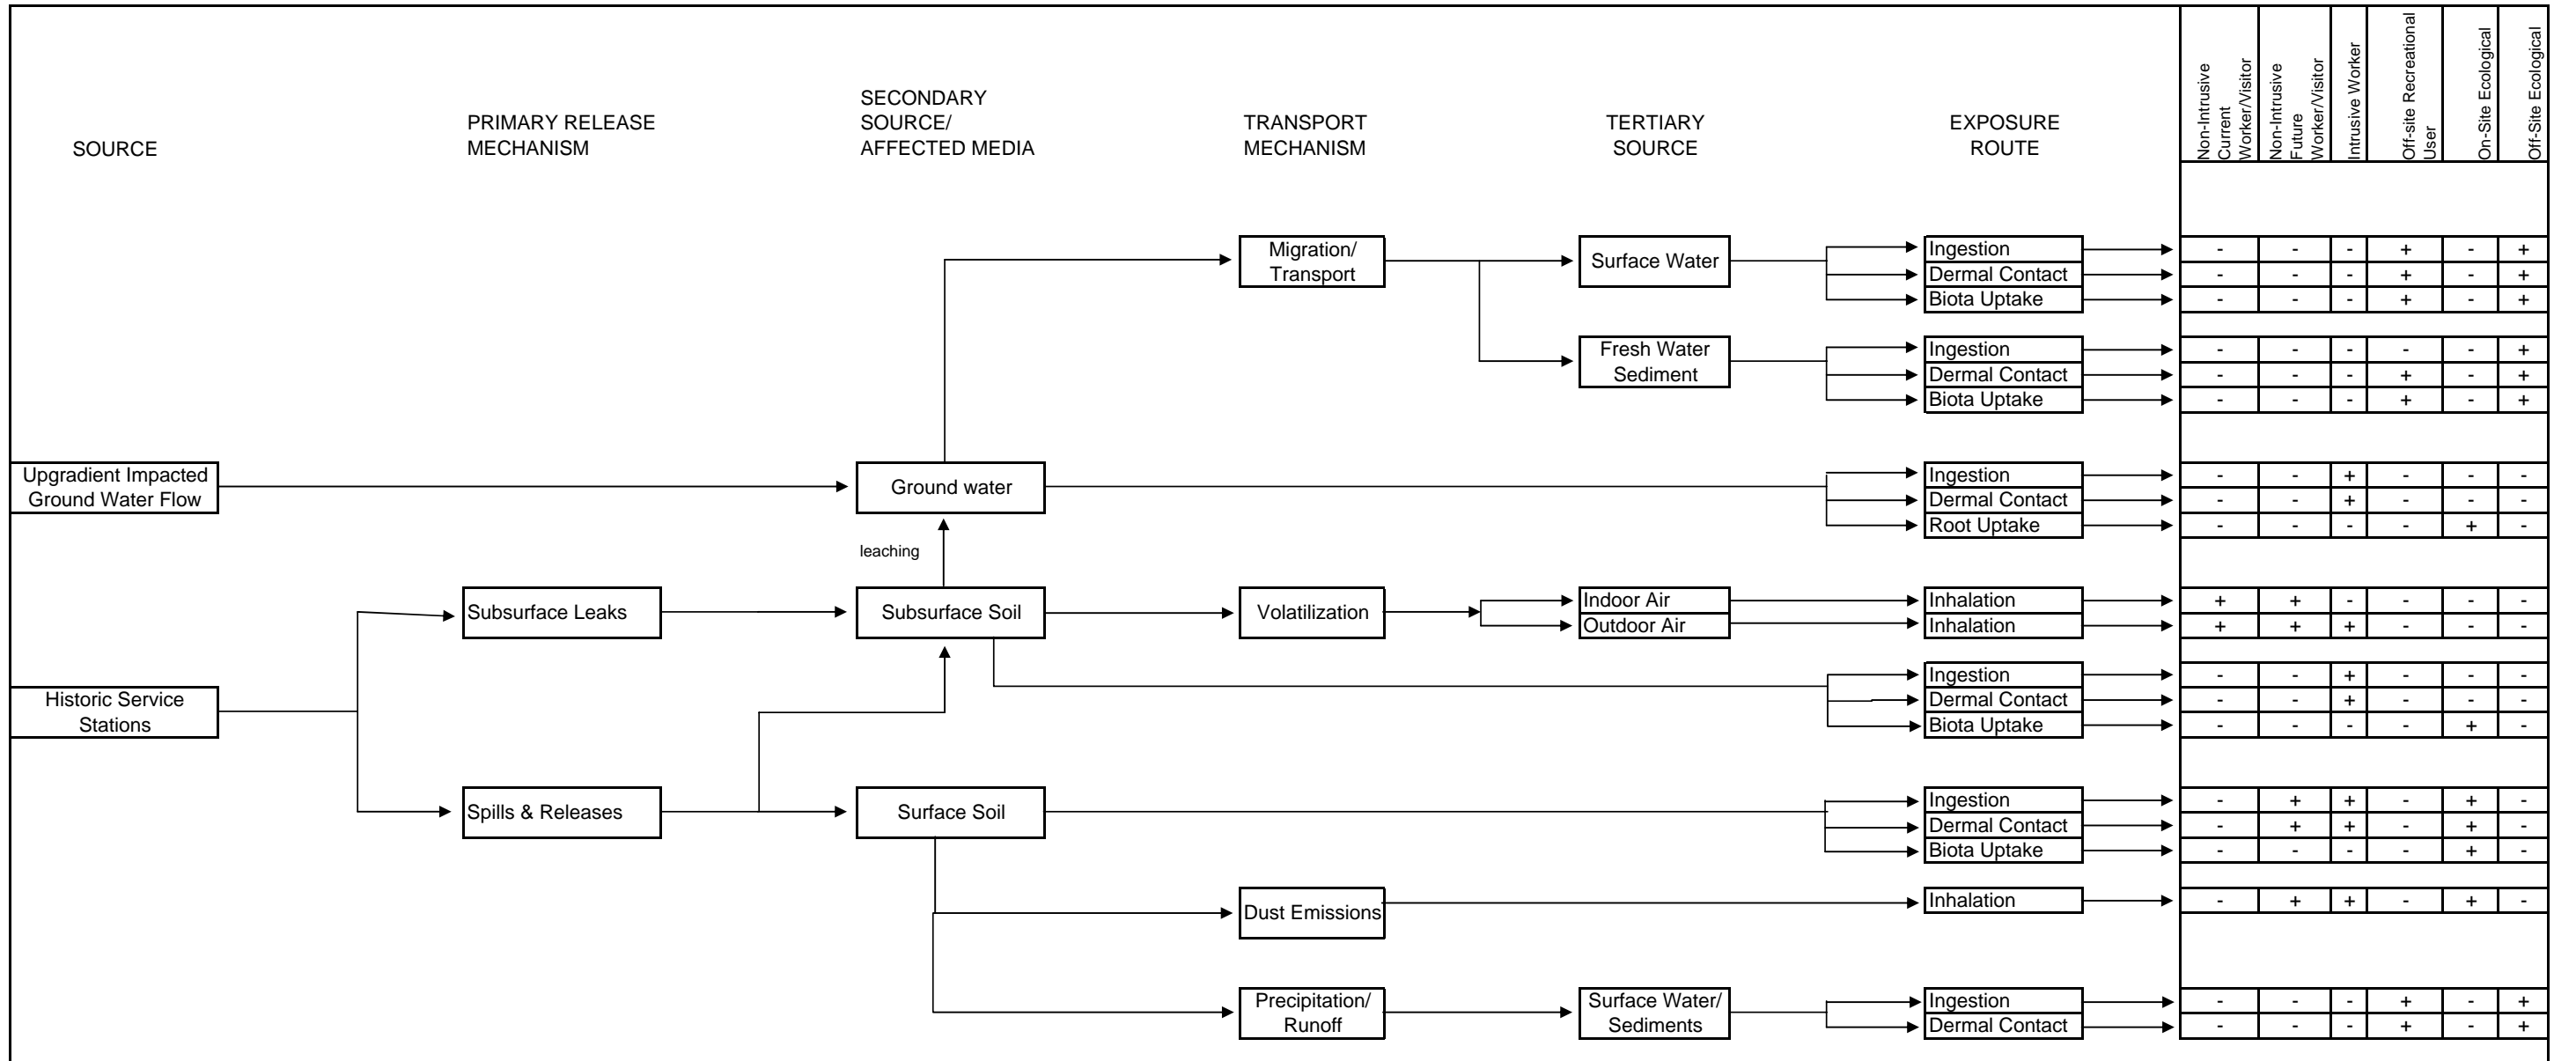 SOURCE
PRIMARY RELEASE
MECHANISM
SECONDARY
SOURCE/
AFFECTED MEDIA
TRANSPORT
MECHANISM
TERTIARY
SOURCE
EXPOSURE
ROUTE
Non-Intrusive
Current
Worker/Visitor
Non-Intrusive
Future
Worker/Visitor
Intrusive Worker
Off-site Recreational
User
On-Site Ecological
Off-Site Ecological
Migration/
Transport
Surface Water
Ingestion - - - + - +
Dermal Contact - - - + - +
Biota Uptake - - - + - +
Fresh Water
Sediment
Ingestion - - - - - +
Dermal Contact - - - + - +
Biota Uptake - - - + - +
Upgradient Impacted
Ground Water Flow
Ground water
Ingestion - - + - - -
Dermal Contact - - + - - -
Root Uptake - - - - + -
leaching
Subsurface Leaks
Subsurface Soil
Volatilization
Indoor Air
Inhalation + + - - - -
Outdoor Air
Inhalation + + + - - -
Ingestion - - + - - -
Dermal Contact - - + - - -
Biota Uptake - - - - + -
Historic Service
Stations
Spills & Releases
Surface Soil
Ingestion - + + - + -
Dermal Contact - + + - + -
Biota Uptake - - - - + -
Dust Emissions
Inhalation - + + - + -
Precipitation/
Runoff
Surface Water/
Sediments
Ingestion - - - + - +
Dermal Contact - - - + - +